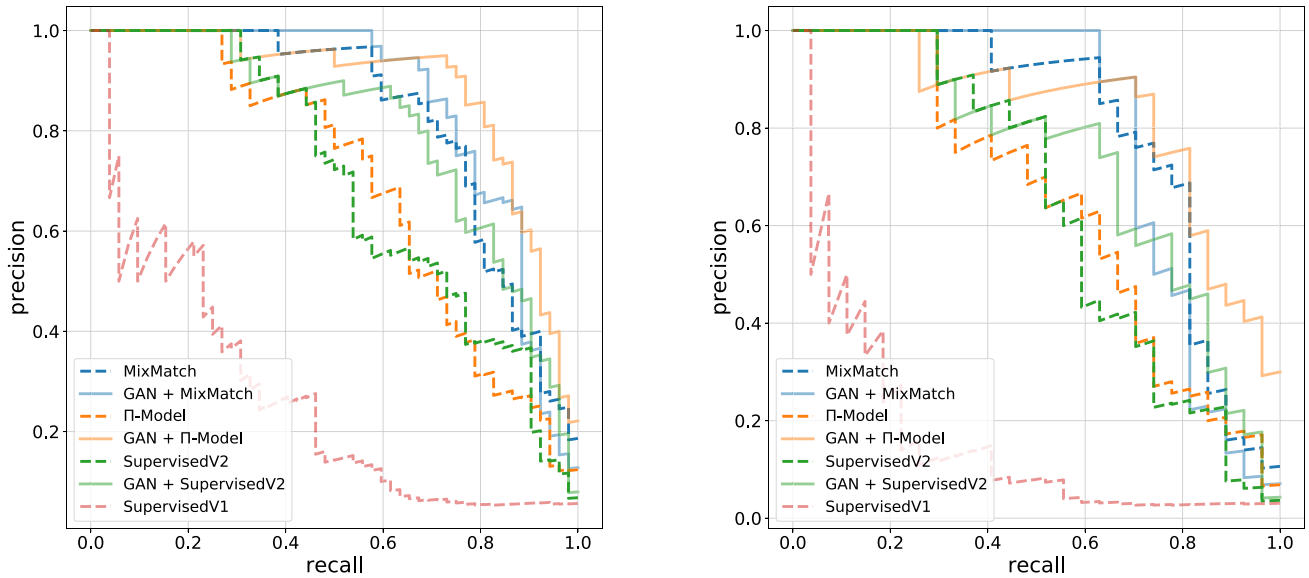 1.0
0.8
0.6
0.4
0.2
precision
MixMatch
GAN + MixMatch
Π-Model
GAN + Π-Model
SupervisedV2
GAN + SupervisedV2
SupervisedV1
0.0 0.2 0.4 0.6 0.8 1.0
recall
1.0
0.8
0.6
0.4
0.2
0.0
precision
MixMatch
GAN + MixMatch
Π-Model
GAN + Π-Model
SupervisedV2
GAN + SupervisedV2
SupervisedV1
0.0 0.2 0.4 0.6 0.8 1.0
recall